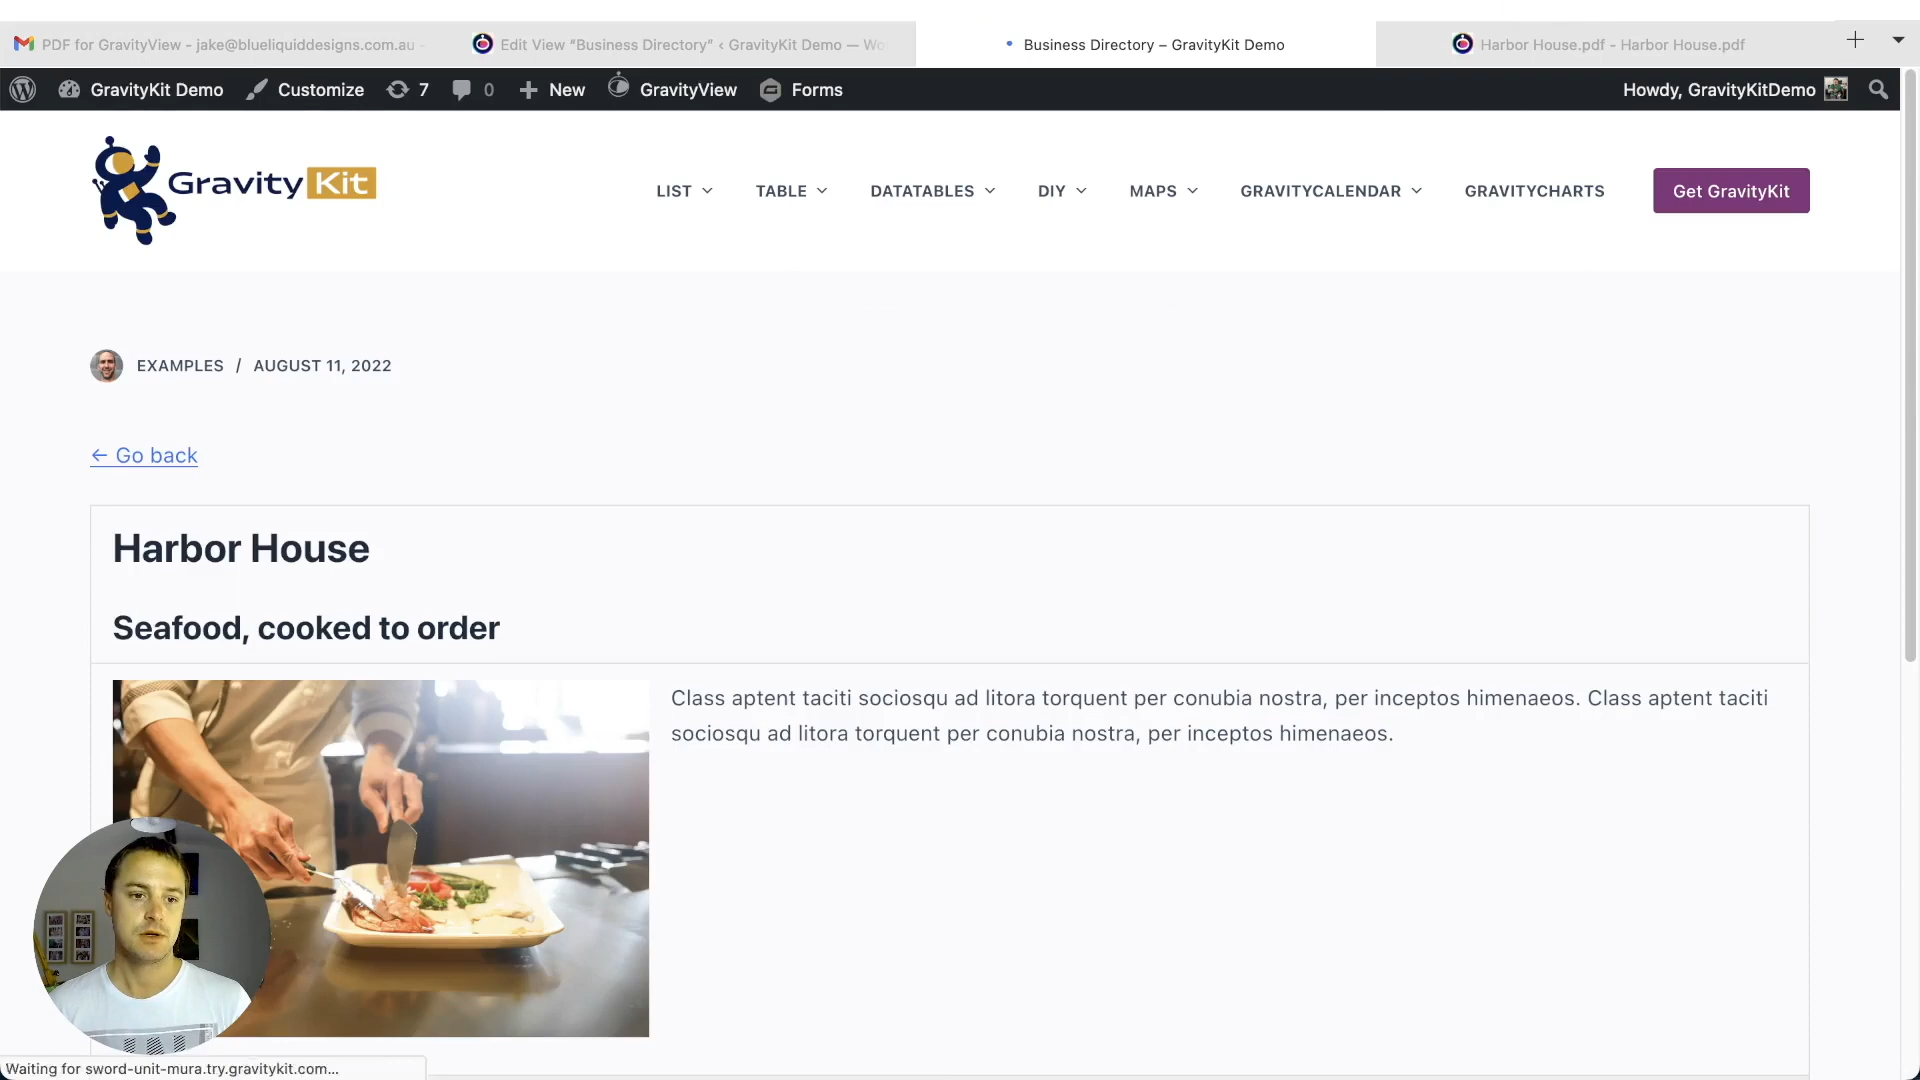 PDF for GravityView - jake@blueliquiddesigns.com.au -
Edit View "Business Directory" ‹ GravityKit Demo — Wo
Business Directory – GravityKit Demo
Harbor House.pdf - Harbor House.pdf
GravityKit Demo
Customize
7
0
New
GravityView
Forms
Howdy, GravityKitDemo
Gravity Kit
LIST
TABLE
DATATABLES
DIY
MAPS
GRAVITYCALENDAR
GRAVITYCHARTS
Get GravityKit
EXAMPLES / AUGUST 11, 2022
← Go back
Harbor House
Seafood, cooked to order
Class aptent taciti sociosqu ad litora torquent per conubia nostra, per inceptos himenaeos. Class aptent taciti
sociosqu ad litora torquent per conubia nostra, per inceptos himenaeos.
Waiting for sword-unit-mura.try.gravitykit.com...